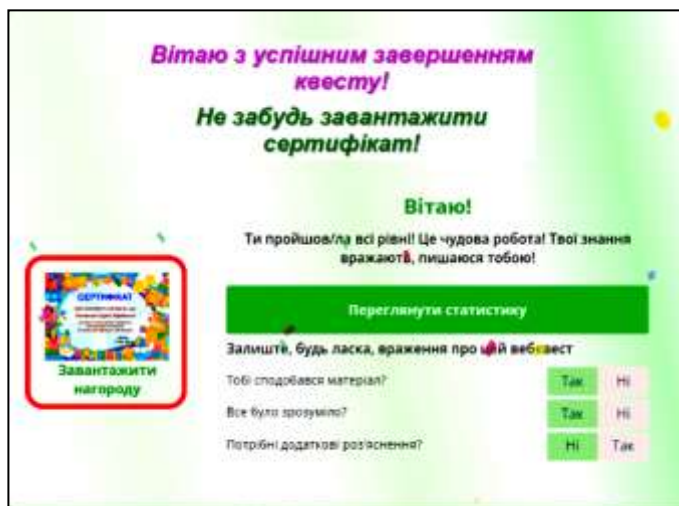 Вітаю з успішним завершенням
квесту!
Не забудь завантажити
сертифікат!
Вітаю!
Ти пройшов/ла всі рівні! Це чудова робота! Твої знання
вражають, пишаюся тобою!
СЕРТИФІКАТ
Завантажити
нагороду
Переглянути статистику
Залиште, будь ласка, враження про цей вебквест
Тобі сподобався матеріал? Так Ні
Все було зрозуміло? Так Ні
Потрібні додаткові роз'яснення? Ні Так